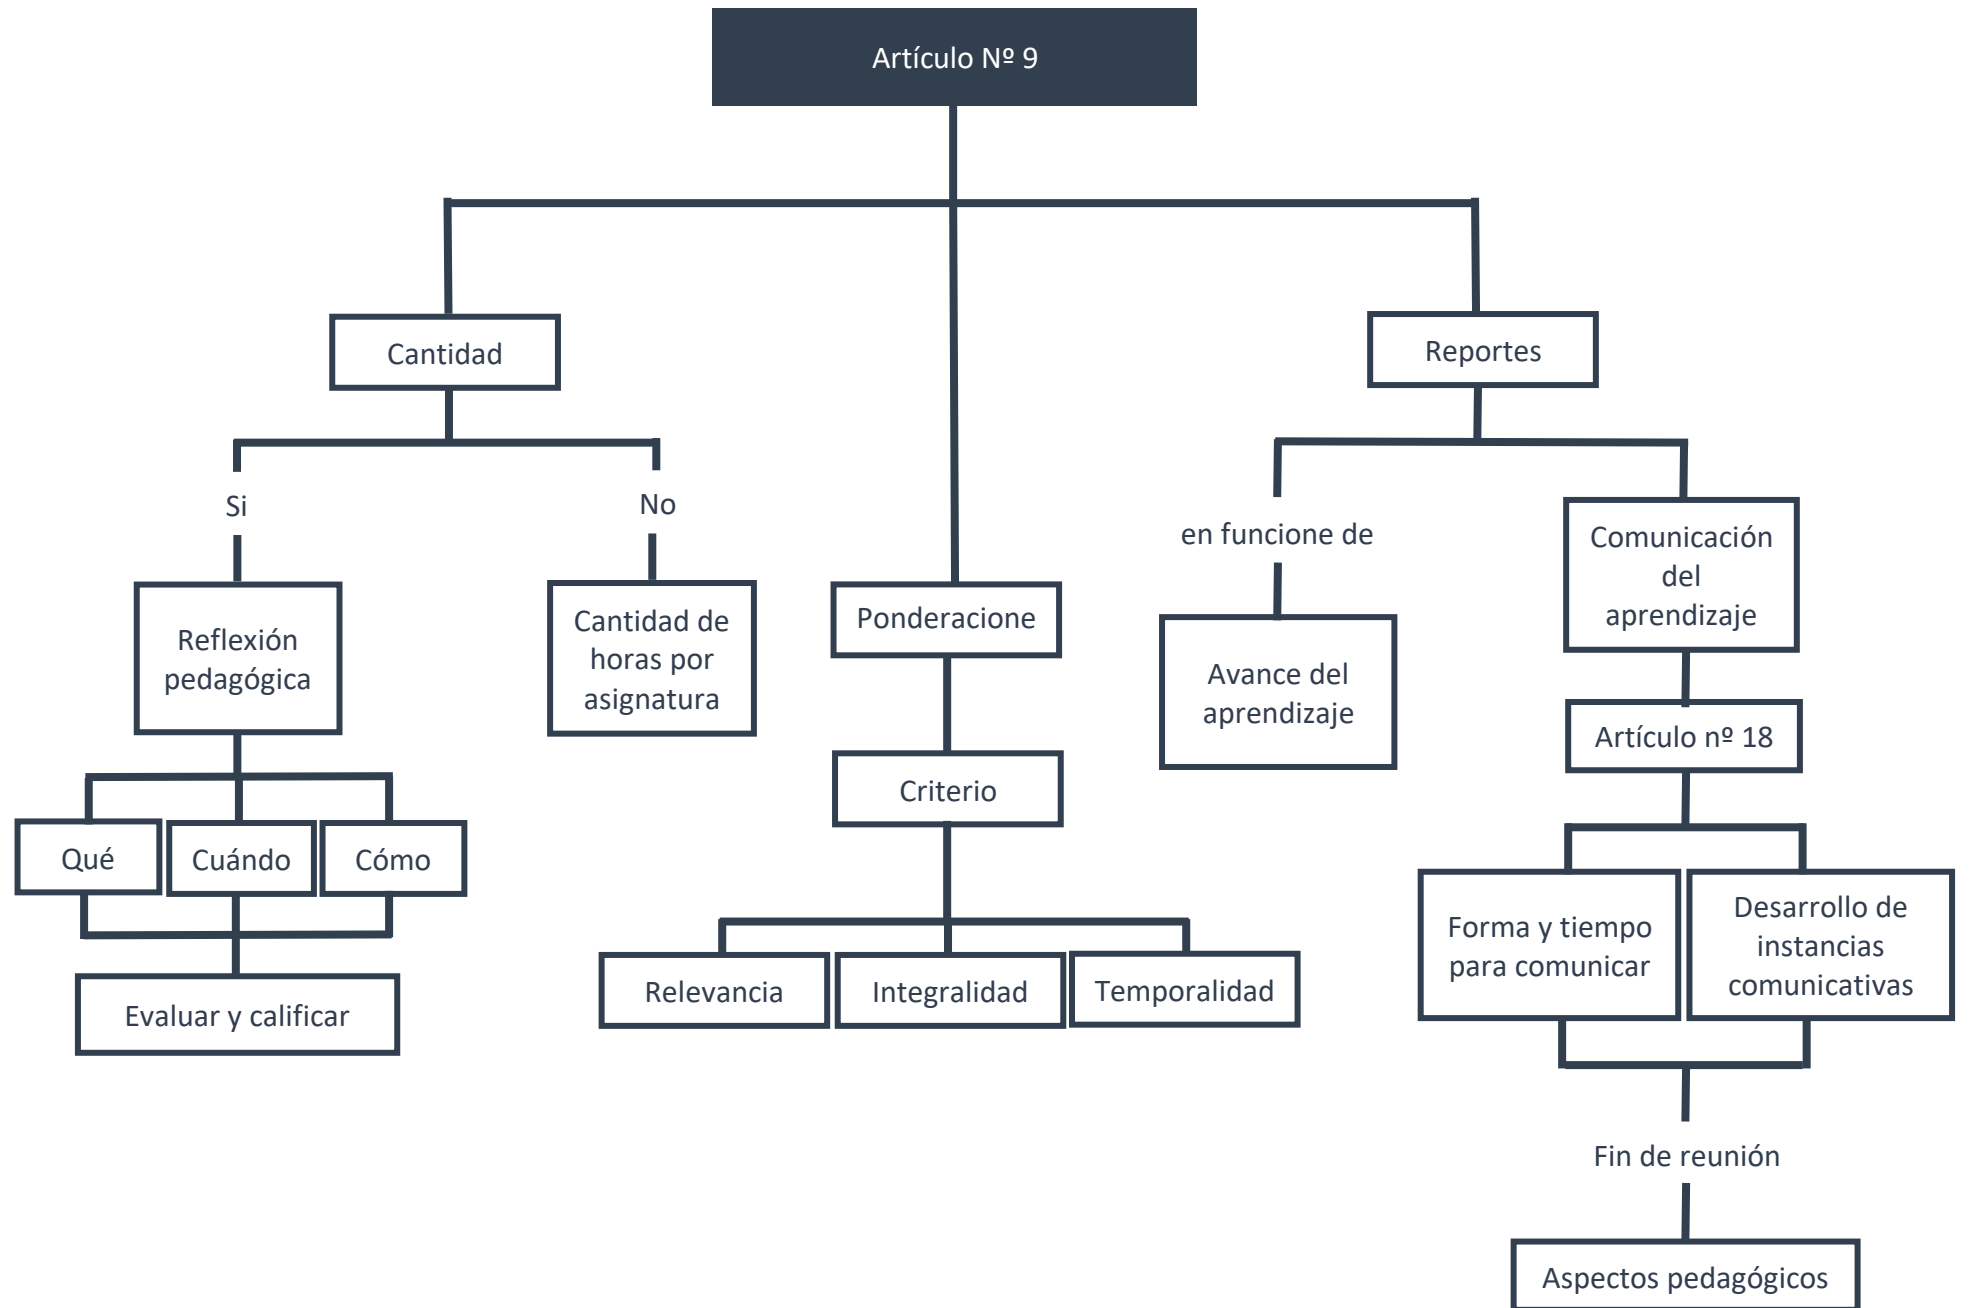 Artículo Nº 9
Cantidad
Reportes
Si
No
en funcione de
Comunicación
del
aprendizaje
Reflexión
pedagógica
Cantidad de
horas por
asignatura
Ponderacione
Avance del
aprendizaje
Artículo nº 18
Criterio
Qué
Cuándo
Cómo
Forma y tiempo
para comunicar
Desarrollo de
instancias
comunicativas
Relevancia
Integralidad
Temporalidad
Evaluar y calificar
Fin de reunión
Aspectos pedagógicos